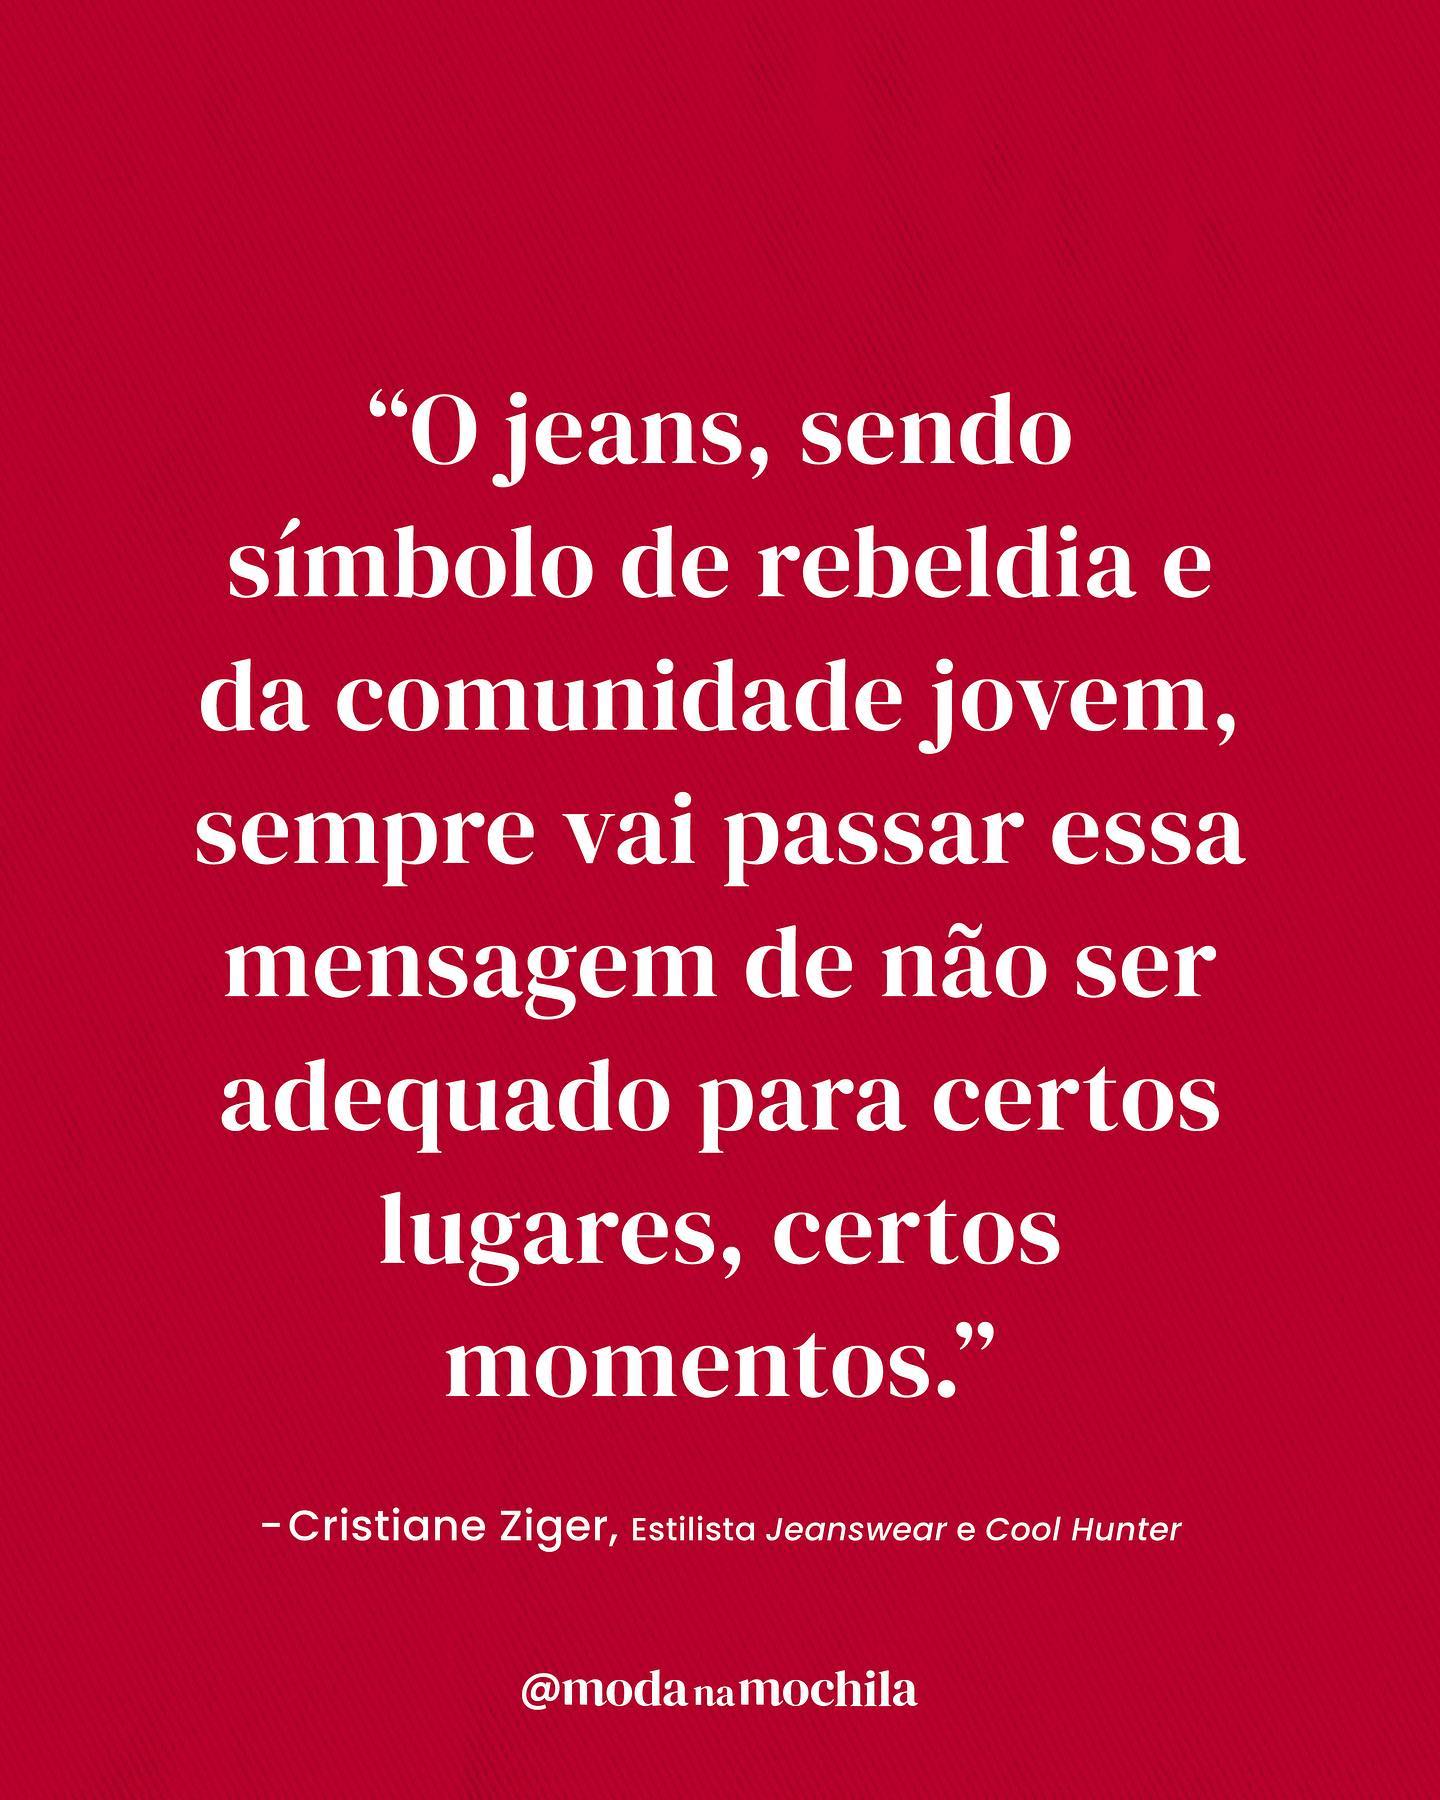 “O jeans, sendo
símbolo de rebeldia e
da comunidade jovem,
sempre vai passar essa
mensagem de não ser
adequado para certos
lugares, certos
momentos.”
-Cristiane Ziger, Estilista Jeanswear e Cool Hunter
@modanamochila